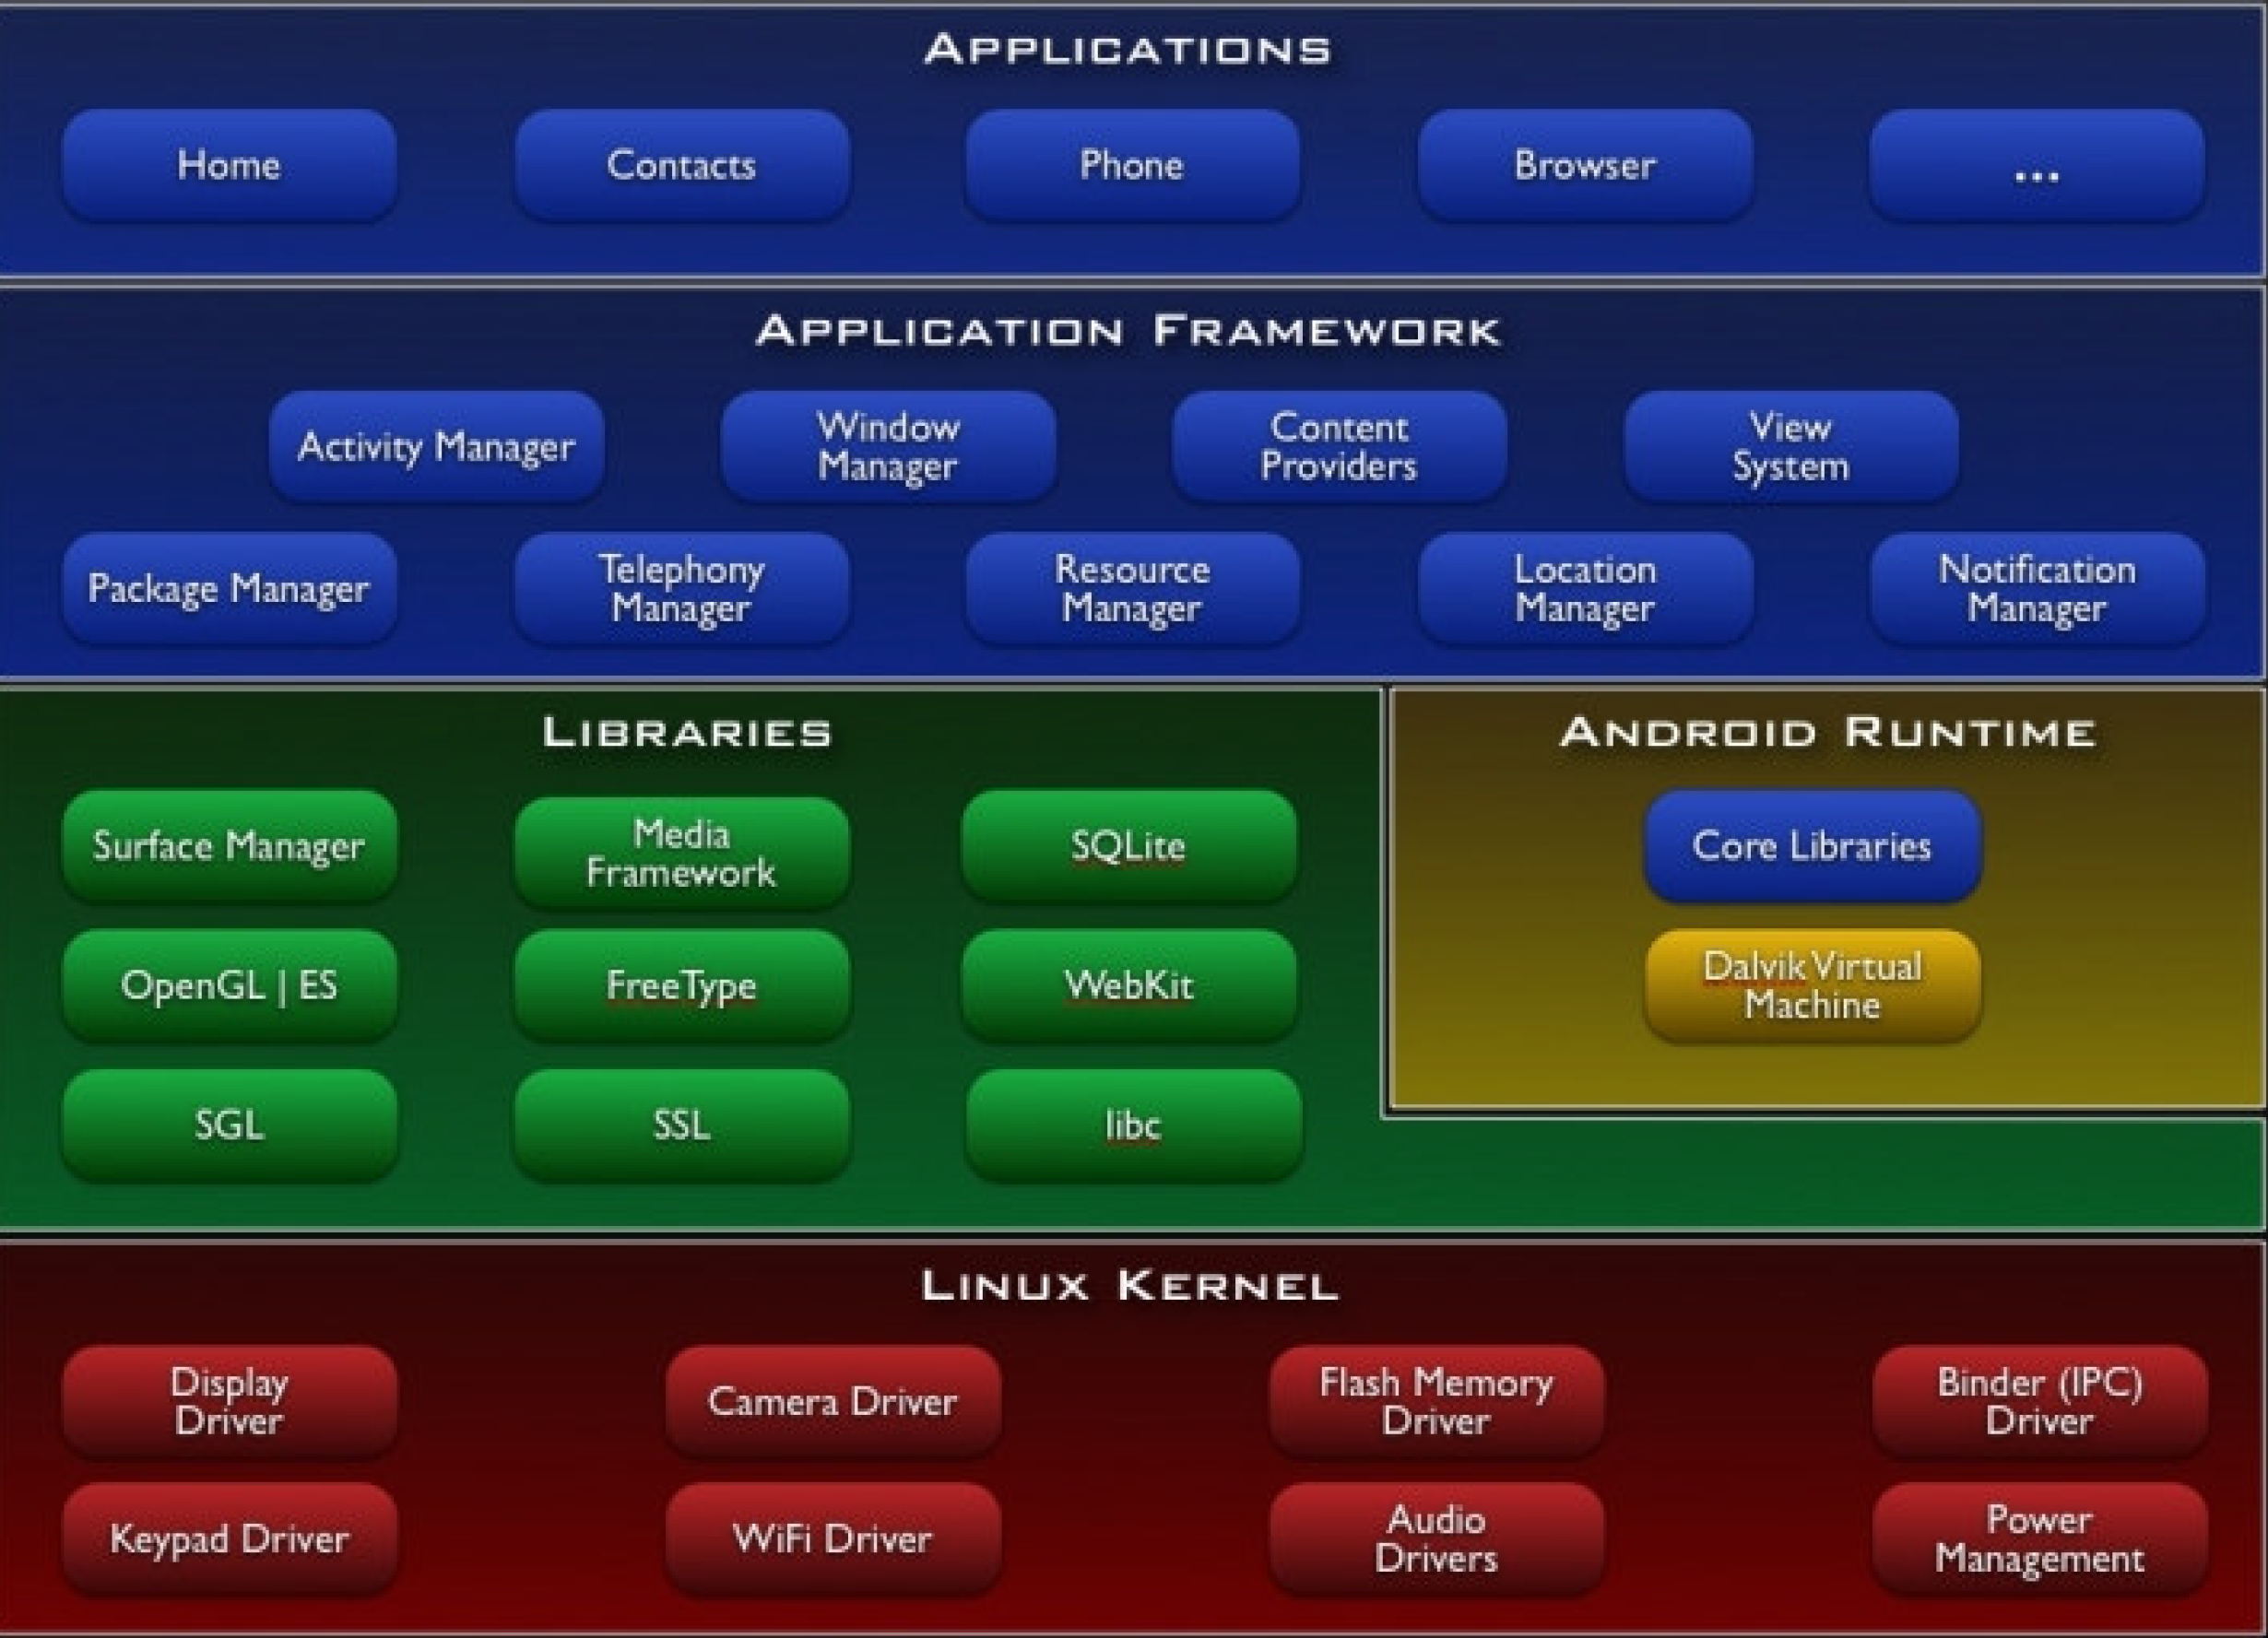 APPLICATIONS
Home
Contacts
Phone
Browser
...
APPLICATION FRAMEWORK
Activity Manager
Window
Manager
Content
Providers
View
System
Package Manager
Telephony
Manager
Resource
Manager
Location
Manager
Notification
Manager
LIBRARIES
Surface Manager
Media
Framework
SQLite
OpenGL | ES
FreeType
WebKit
SGL
SSL
libc
ANDROID RUNTIME
Core Libraries
Dalvik Virtual
Machine
LINUX KERNEL
Display
Driver
Camera Driver
Flash Memory
Driver
Binder (IPC)
Driver
Keypad Driver
WiFi Driver
Audio
Drivers
Power
Management